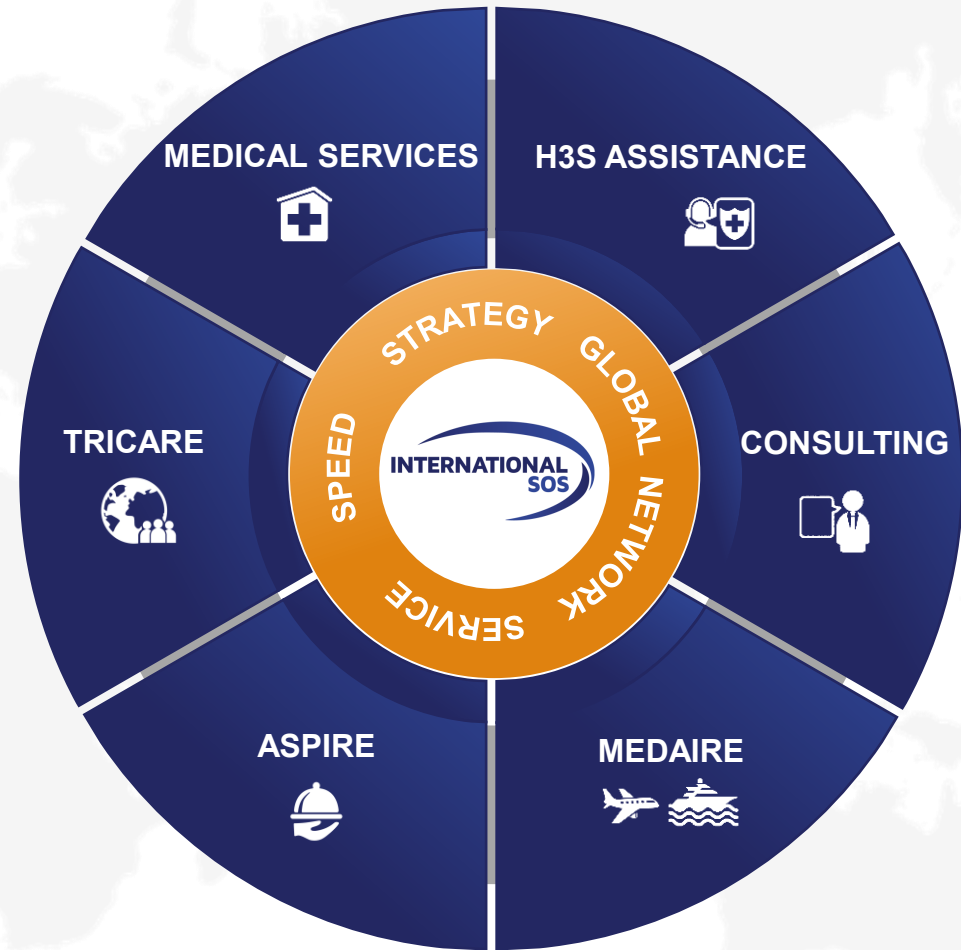 MEDICAL SERVICES
H3S ASSISTANCE
STRATEGY
GLOBAL NETWORK
SPEED
SERVICE
INTERNATIONAL
SOS
TRICARE
CONSULTING
ASPIRE
MEDAIRE